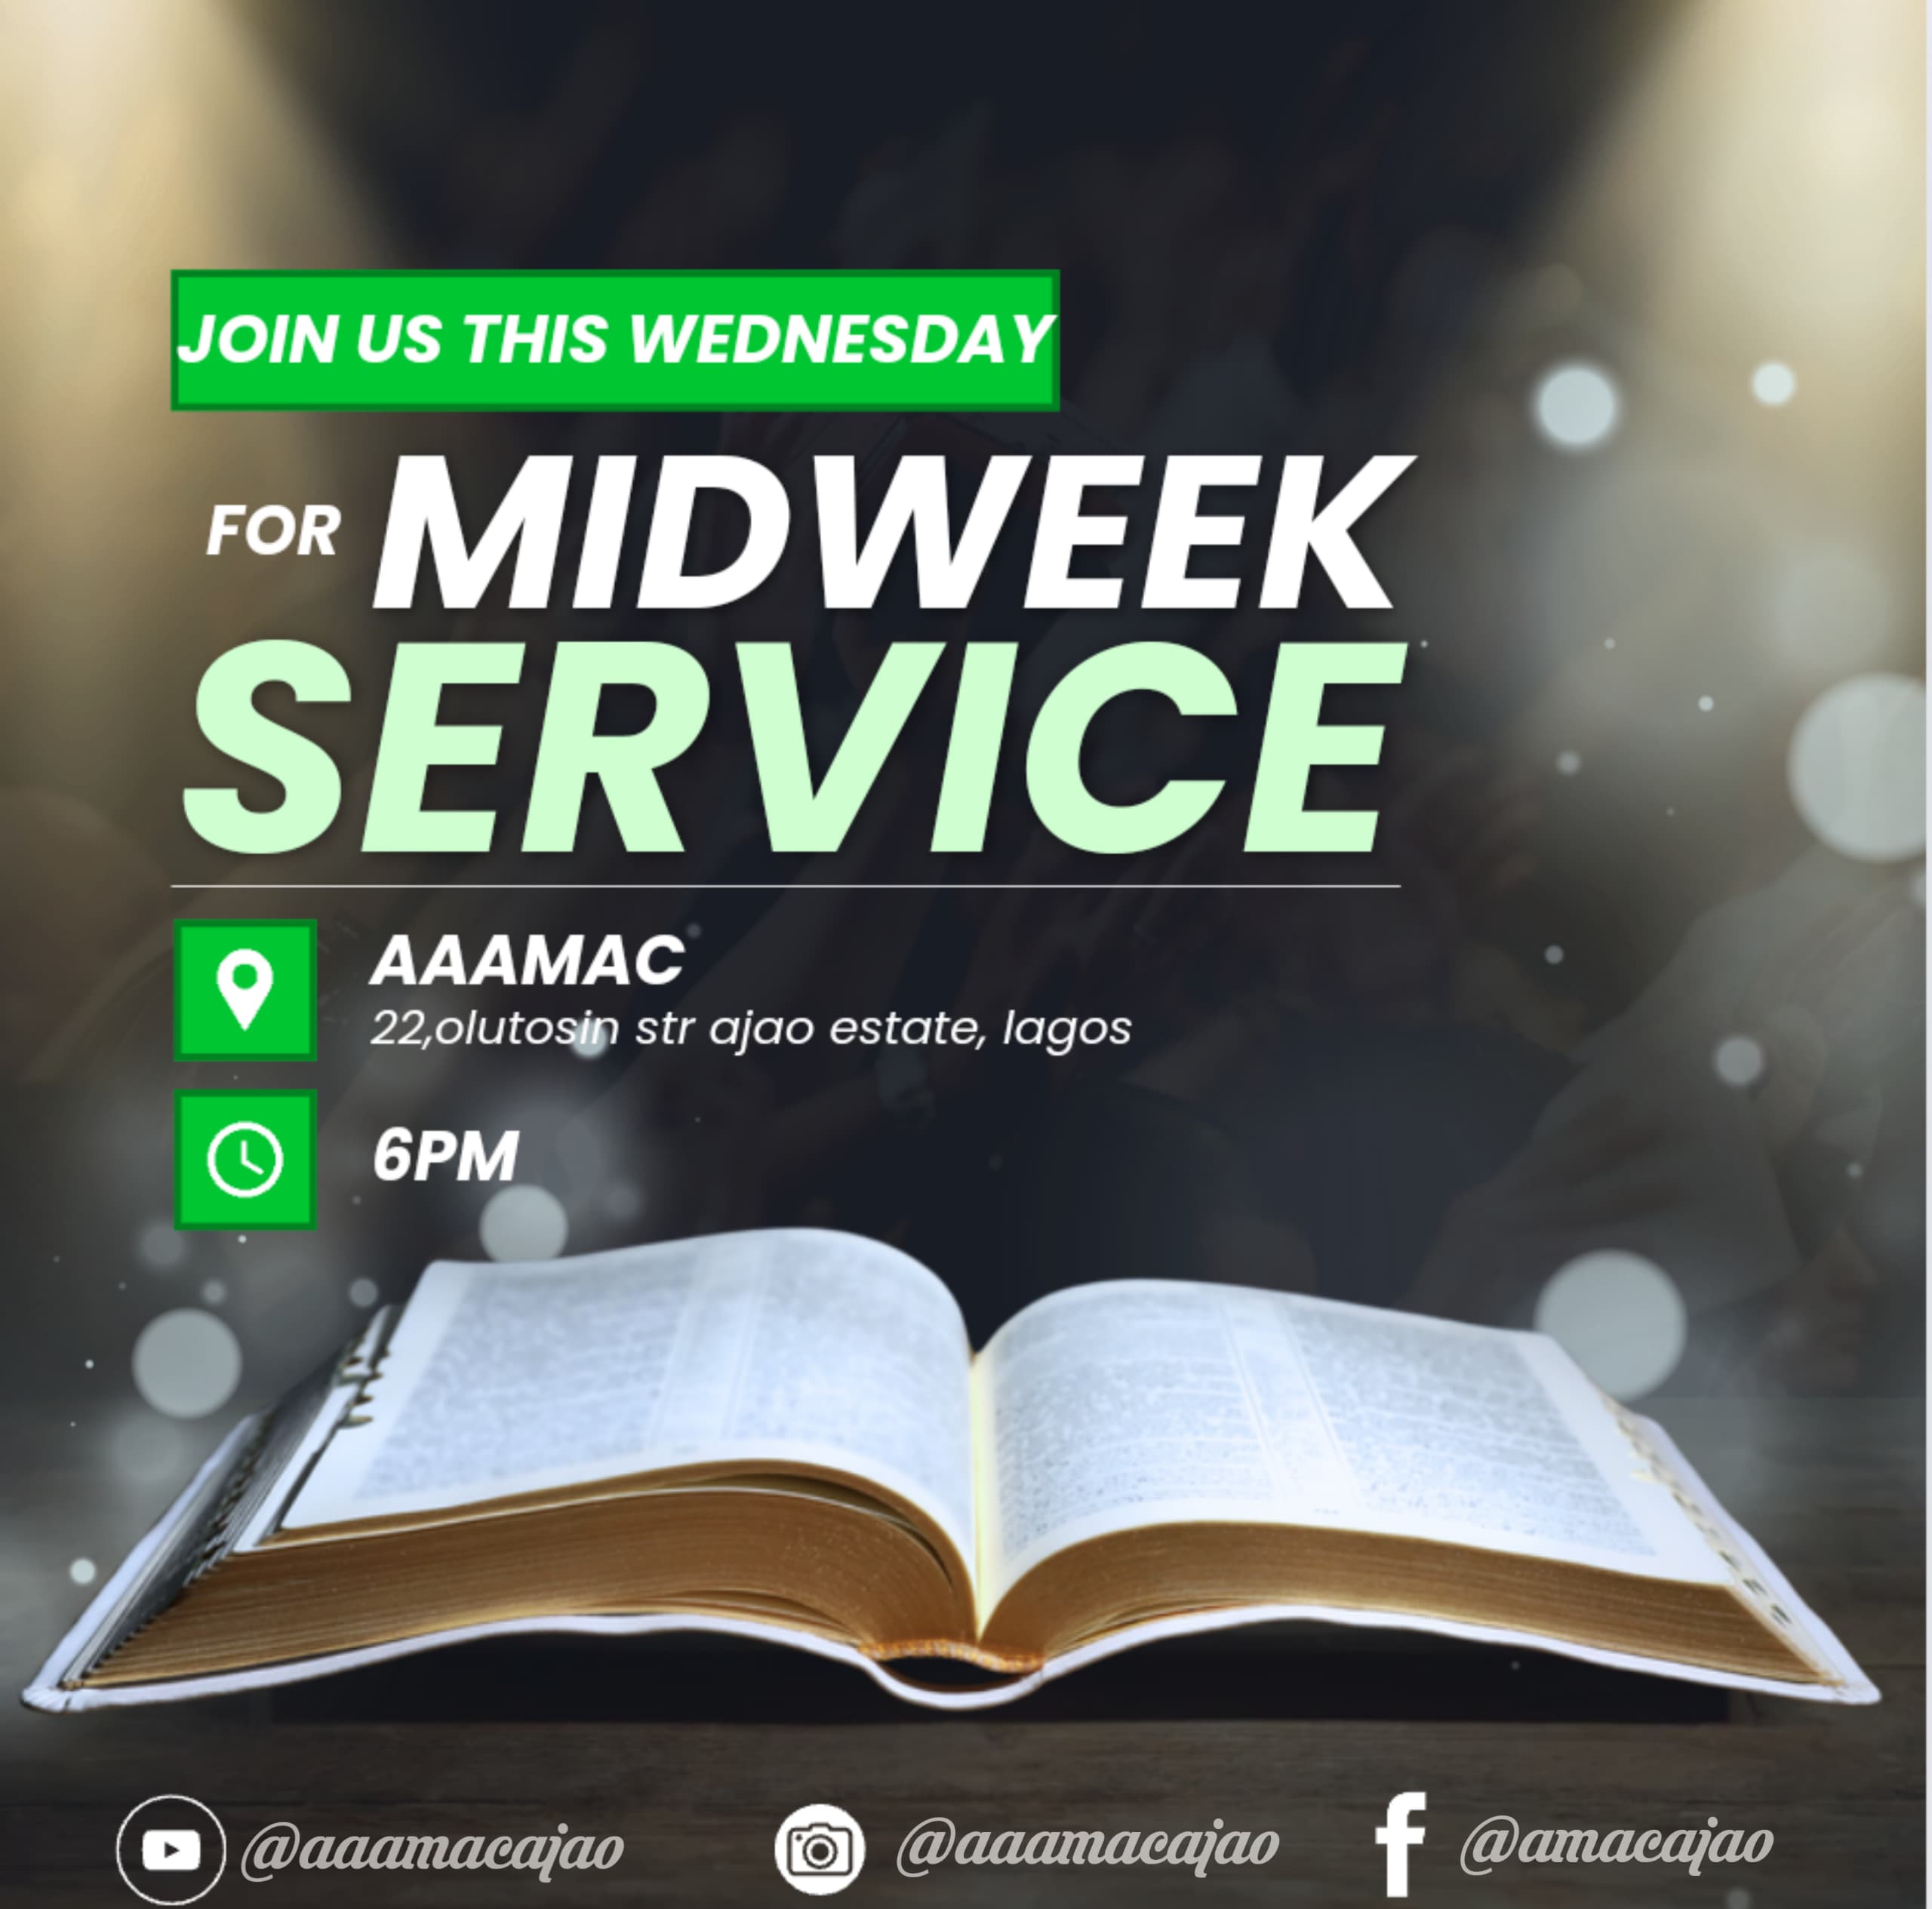 JOIN US THIS WEDNESDAY
FOR MIDWEEK
SERVICE
AAAMAC
22,olutosin str ajao estate, lagos
6PM
@aaamacajao @aaamacajao @amacajao